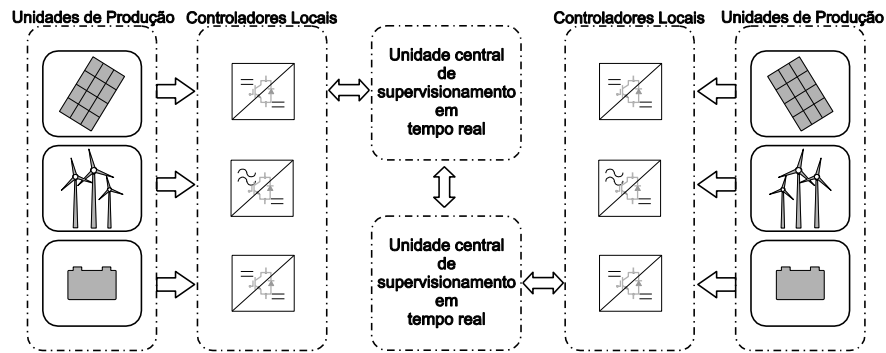 Unidades de Produção
Controladores Locais
Unidade central
de
supervisionamento
em
tempo real
Unidade central
de
supervisionamento
em
tempo real
Controladores Locais
Unidades de Produção